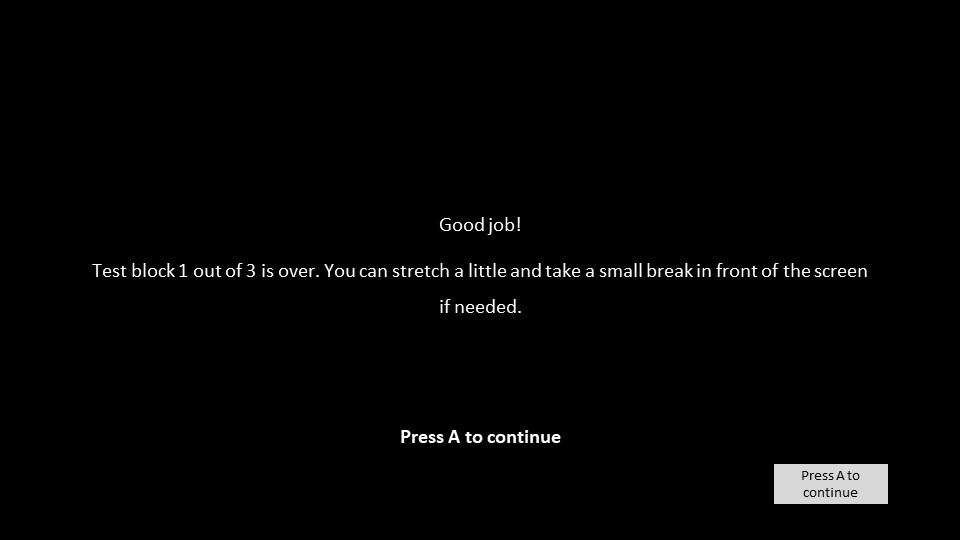 Good job!
Test block 1 out of 3 is over. You can stretch a little and take a small break in front of the screen
if needed.
Press A to continue
Press A to
continue